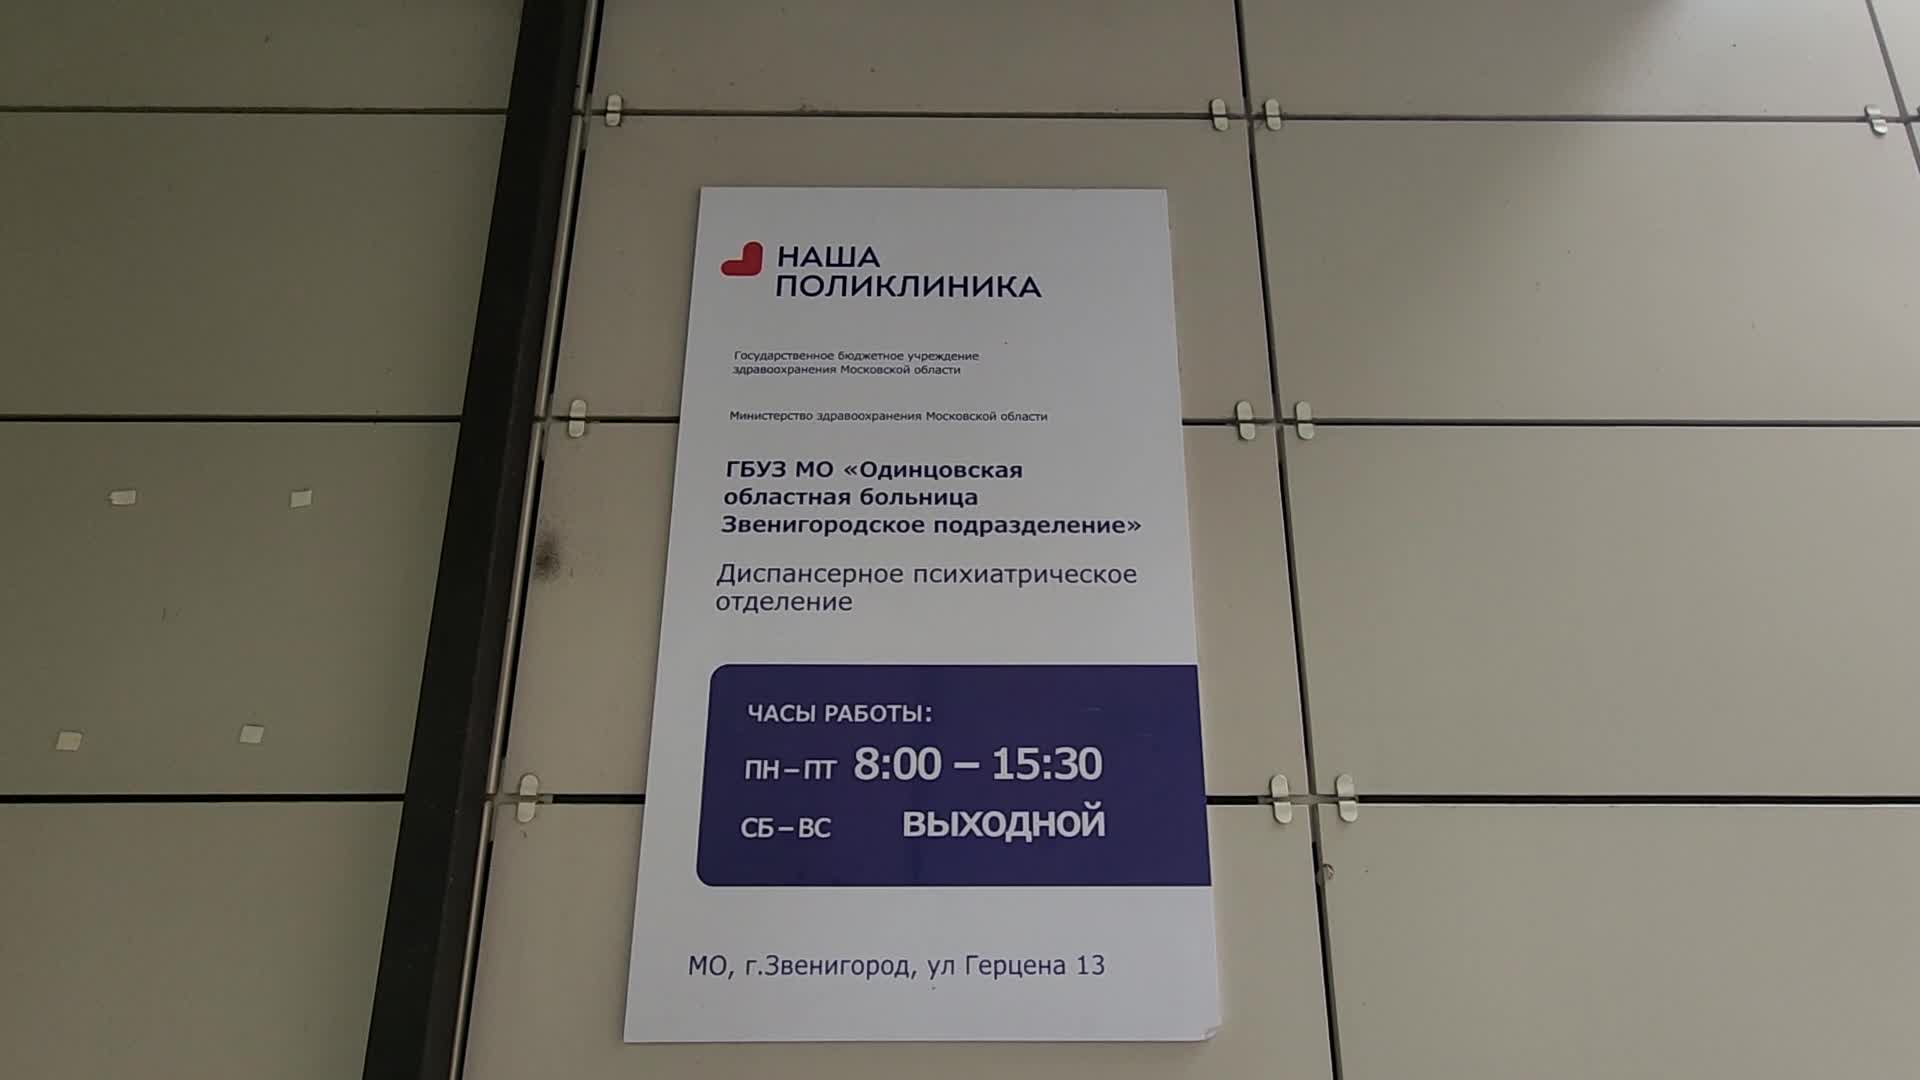 НАША
ПОЛИКЛИНИКА
Государственное бюджетное учреждение
здравоохранения Московской области
Министерство здравоохранения Московской области
ГБУЗ МО «Одинцовская
областная больница
Звенигородское подразделение»
Диспансерное психиатрическое
отделение
ЧАСЫ РАБОТЫ:
ПН – ПТ 8:00 – 15:30
СБ – ВС ВЫХОДНОЙ
МО, г.Звенигород, ул Герцена 13